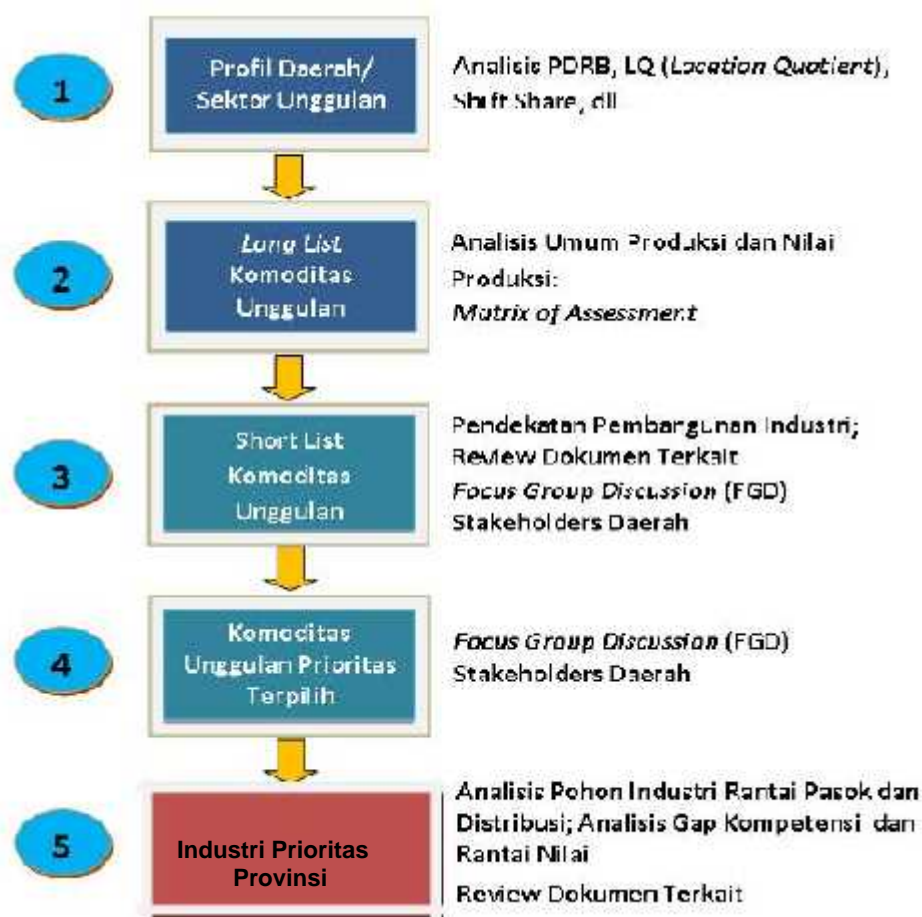 1
Profil Daerah/
Sektor Unggulan
Analisis PDRB, LQ (Location Quotient),
Shift Share, dll
2
Long List
Komoditas
Unggulan
Analisis Umum Produksi dan Nilai
Produksi:
Matrix of Assessment
3
Short List
Komoditas
Unggulan
Pendekatan Pembangunan Industri;
Review Dokumen Terkait
Focus Group Discussion (FGD)
Stakeholders Daerah
4
Komoditas
Unggulan Prioritas
Terpilih
Focus Group Discussion (FGD)
Stakeholders Daerah
5
Industri Prioritas
Provinsi
Analisis Pohon Industri Rantai Pasok dan
Distribusi; Analisis Gap Kompetensi dan
Rantai Nilai
Review Dokumen Terkait